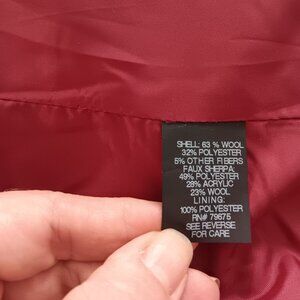 SHELL: 63 % WOOL
32% POLYESTER
5% OTHER FIBERS
FAUX SHERPA:
49% POLYESTER
28% ACRYLIC
23% WOOL
LINING:
100% POLYESTER
RN# 79675
SEE REVERSE
FOR CARE